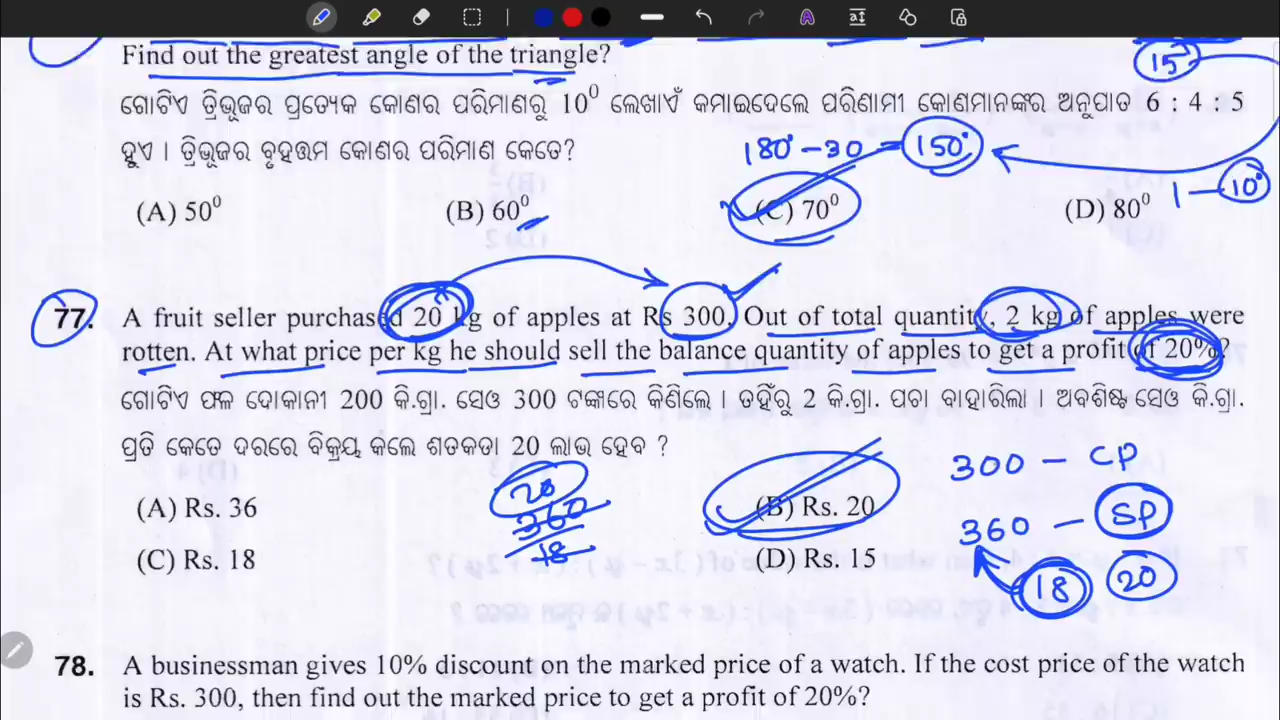 15
Find out the greatest angle of the triangle?
ଗୋଟିଏ ତ୍ରିଭୂଜର ପ୍ରତ୍ୟେକ କୋଣର ପରିମାଣରୁ 10⁰ ଲେଖାଏଁ କମାଇଦେଲେ ପରିଣାମୀ କୋଣମାନଙ୍କର ଅନୁପାତ 6 : 4 : 5
ହୁଏ । ତ୍ରିଭୂଜର ବୃହତ୍ତମ କୋଣର ପରିମାଣ କେତେ?
180° - 30 = 150°
1 - 10°
(A) 50⁰ (B) 60⁰ (C) 70⁰ (D) 80⁰
77. A fruit seller purchased 20 kg of apples at Rs 300. Out of total quantity, 2 kg of apples were
rotten. At what price per kg he should sell the balance quantity of apples to get a profit of 20%?
ଗୋଟିଏ ଫଳ ଦୋକାନୀ 200 କି.ଗ୍ରା. ସେଓ 300 ଟଙ୍କାରେ କିଣିଲେ । ତହିଁରୁ 2 କି.ଗ୍ରା. ପଚା ବାହାରିଲା । ଅବଶିଷ୍ଟ ସେଓ କି.ଗ୍ରା.
ପ୍ରତି କେତେ ଦରରେ ବିକ୍ରୟ କଲେ ଶତକଡା 20 ଲାଭ ହେବ ?
300 - CP
20
360
18
(A) Rs. 36 (B) Rs. 20
360 - SP
(C) Rs. 18 (D) Rs. 15
18 20
78. A businessman gives 10% discount on the marked price of a watch. If the cost price of the watch
is Rs. 300, then find out the marked price to get a profit of 20%?